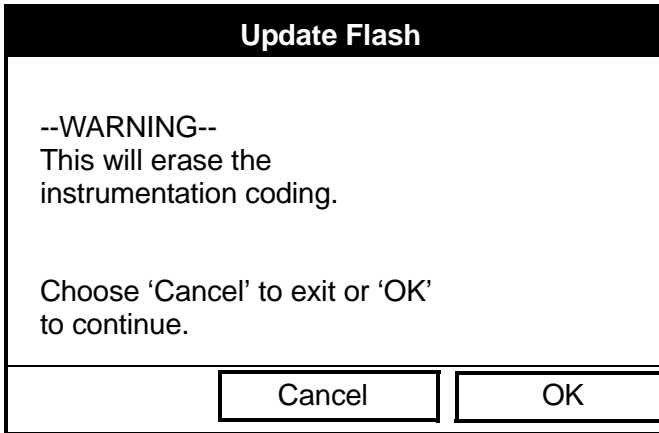 Update Flash
--WARNING--
This will erase the
instrumentation coding.
Choose ‘Cancel’ to exit or ‘OK’
to continue.
Cancel
OK